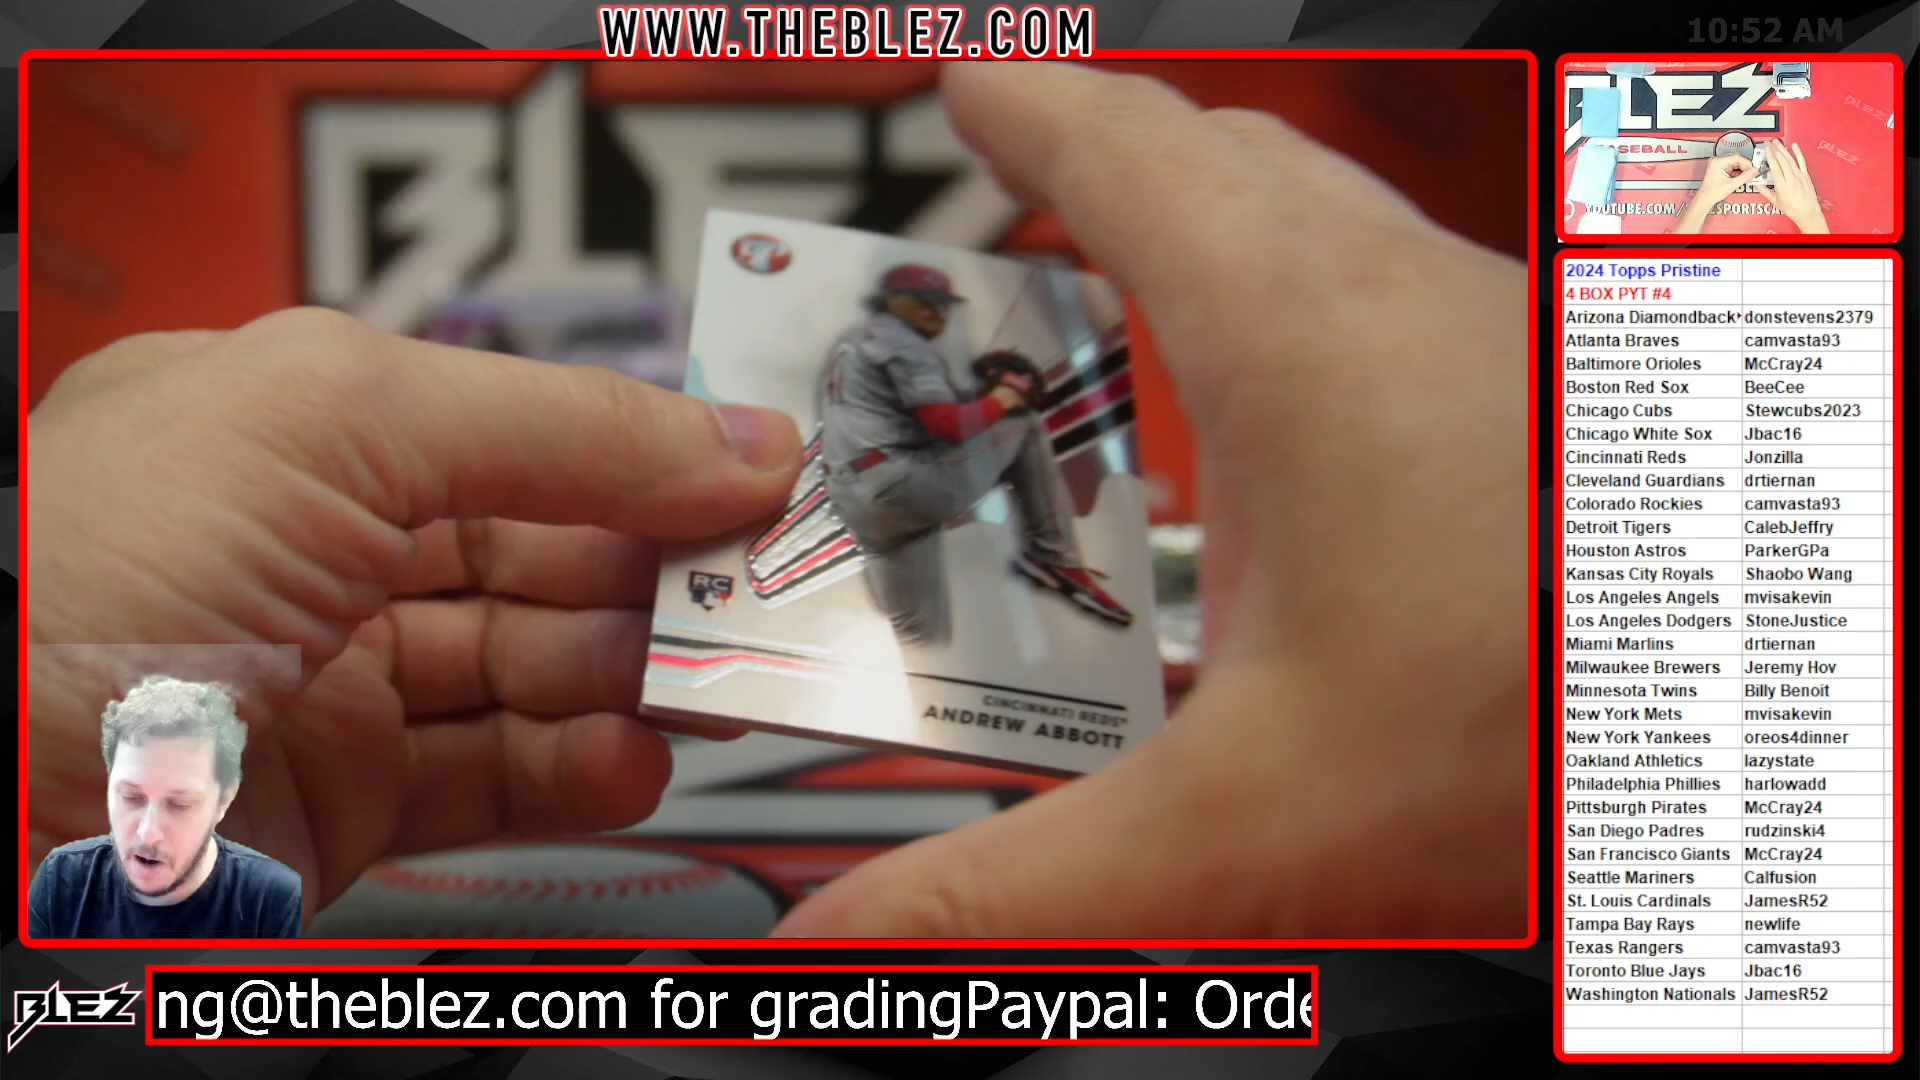 WWW.THEBLEZ.COM
10:52 AM
BLEZ
RC
CINCINNATI REDS
ANDREW ABBOTT
BLEZ
BASEBALL
BLEZ
BLEZ
2024 Topps Pristine
4 BOX PYT #4
Arizona Diamondback donstevens2379
Atlanta Braves camvasta93
Baltimore Orioles McCray24
Boston Red Sox BeeCee
Chicago Cubs Stewcubs2023
Chicago White Sox Jbac16
Cincinnati Reds Jonzilla
Cleveland Guardians drtiernan
Colorado Rockies camvasta93
Detroit Tigers CalebJeffry
Houston Astros ParkerGPa
Kansas City Royals Shaobo Wang
Los Angeles Angels mvisakevin
Los Angeles Dodgers StoneJustice
Miami Marlins drtiernan
Milwaukee Brewers Jeremy Hov
Minnesota Twins Billy Benoit
New York Mets mvisakevin
New York Yankees oreos4dinner
Oakland Athletics lazystate
Philadelphia Phillies harlowadd
Pittsburgh Pirates McCray24
San Diego Padres rudzinski4
San Francisco Giants McCray24
Seattle Mariners Calfusion
St. Louis Cardinals JamesR52
Tampa Bay Rays newlife
Texas Rangers camvasta93
Toronto Blue Jays Jbac16
Washington Nationals JamesR52
BLEZ
ng@theblez.com for gradingPaypal: Orde